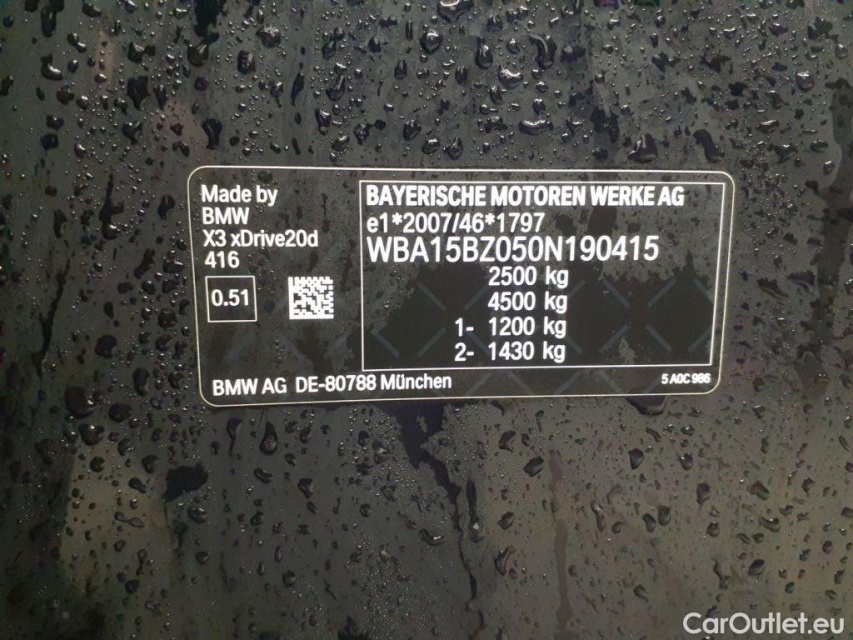 Made by
BMW
X3 xDrive20d
416
0.51
BAYERISCHE MOTOREN WERKE AG
e1*2007/46*1797
WBA15BZ050N190415
2500 kg
4500 kg
1- 1200 kg
2- 1430 kg
BMW AG DE-80788 München
5 A0C 986
CarOutlet.eu